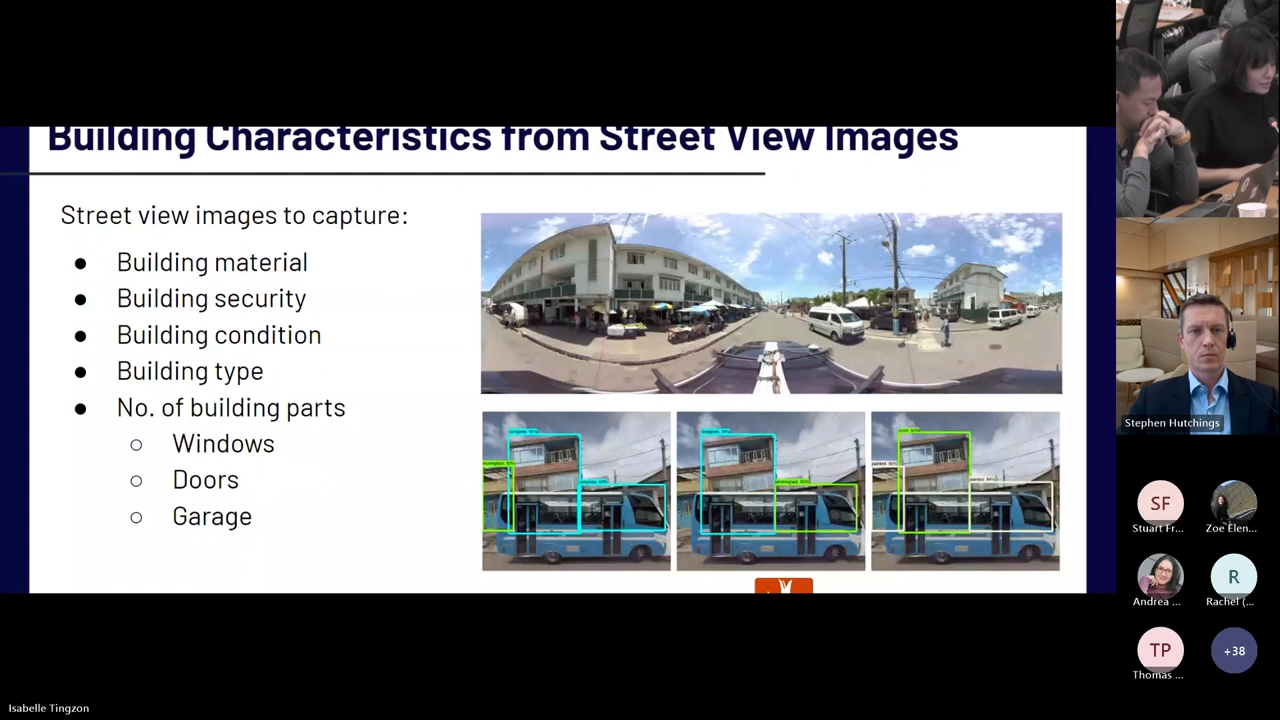 Building Characteristics from Street View Images
Street view images to capture:
● Building material
● Building security
● Building condition
● Building type
● No. of building parts
○ Windows
○ Doors
○ Garage
Stephen Hutchings
SF
Stuart Fr...
Zoe Elen...
Andrea ...
R
Rachel (...
TP
Thomas ...
+38
Isabelle Tingzon